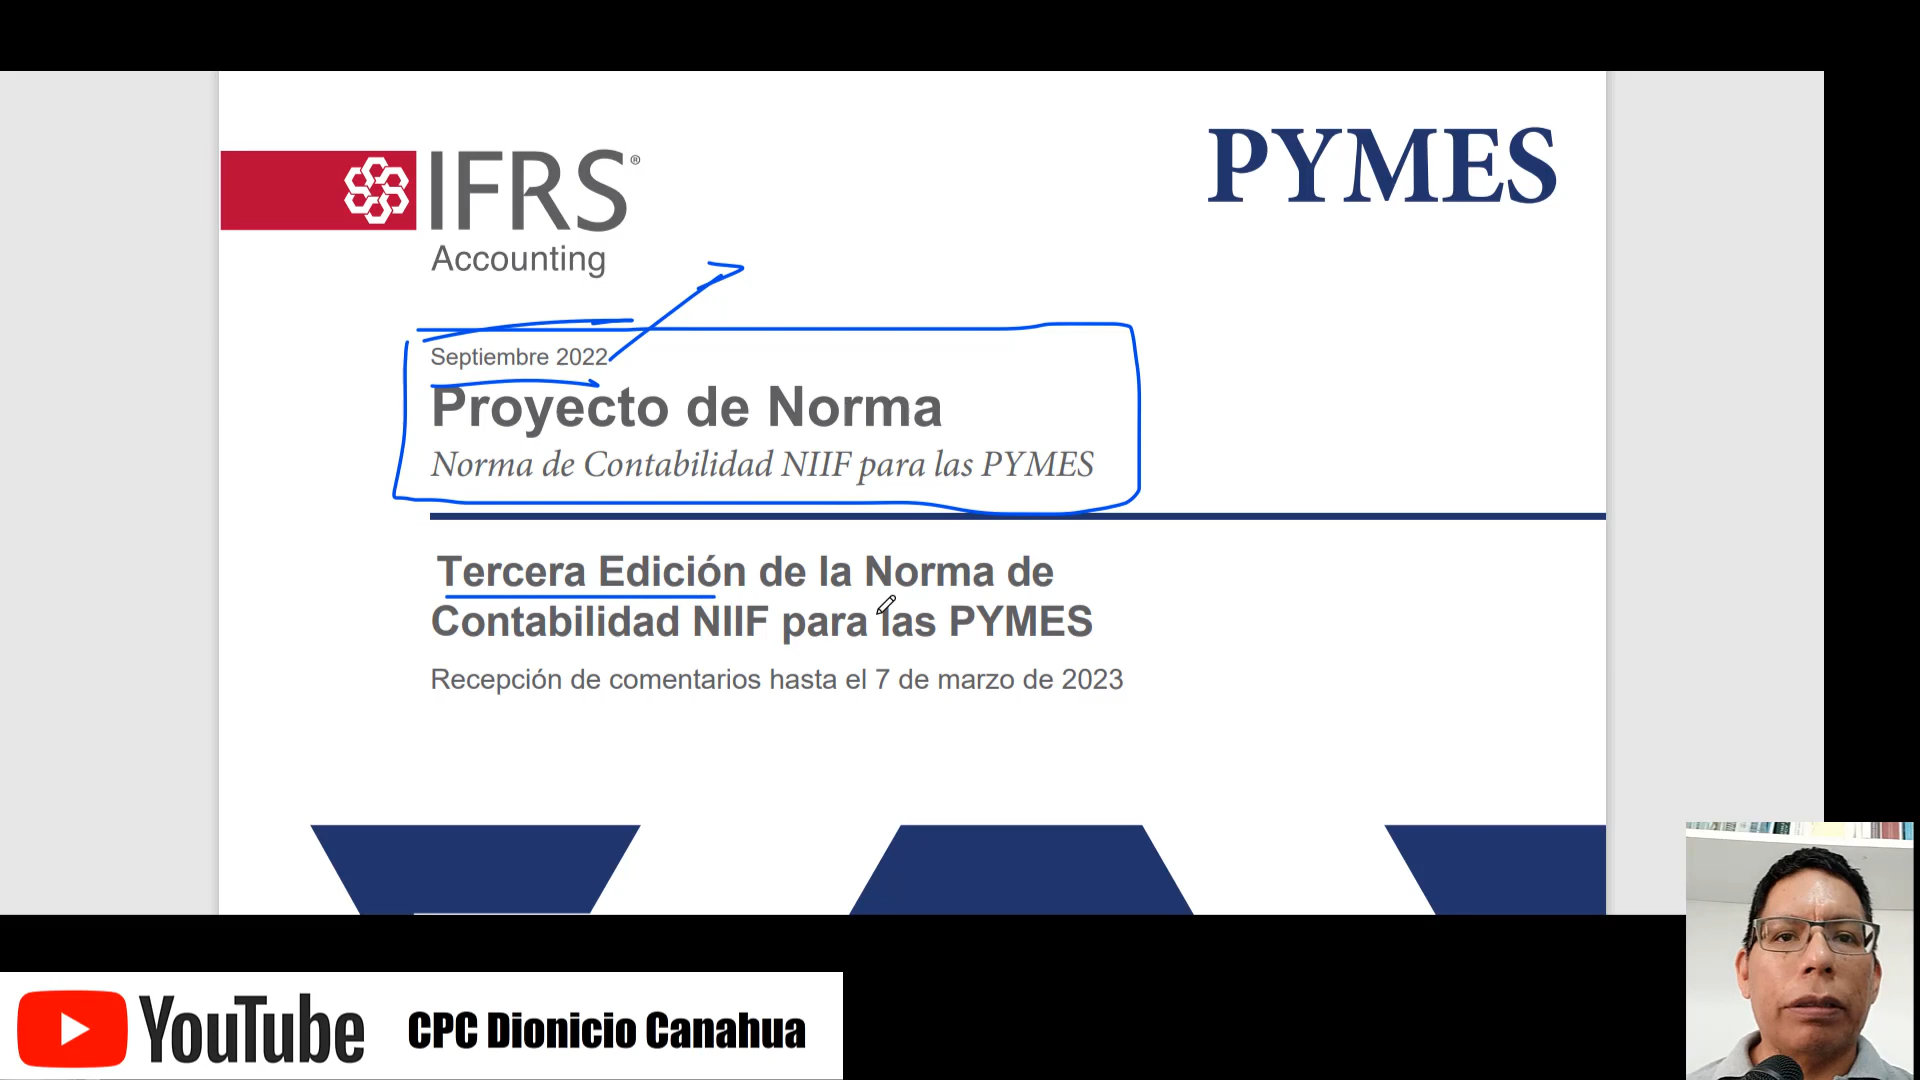 IFRS®
Accounting
PYMES
Septiembre 2022
Proyecto de Norma
Norma de Contabilidad NIIF para las PYMES
Tercera Edición de la Norma de
Contabilidad NIIF para las PYMES
Recepción de comentarios hasta el 7 de marzo de 2023
YouTube CPC Dionicio Canahua